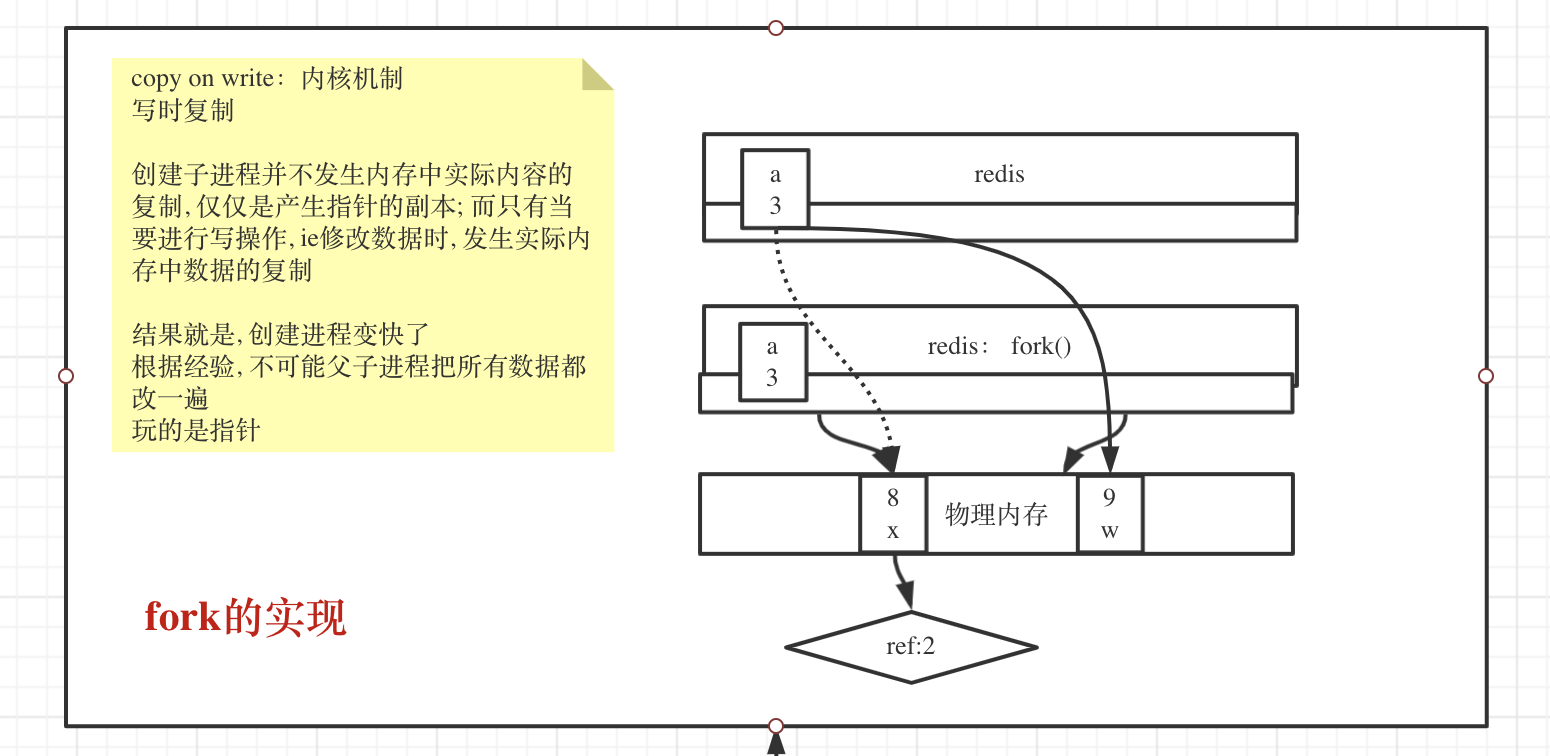 copy on write：内核机制
写时复制
创建子进程并不发生内存中实际内容的
复制, 仅仅是产生指针的副本; 而只有当
要进行写操作, ie修改数据时, 发生实际内
存中数据的复制
结果就是, 创建进程变快了
根据经验, 不可能父子进程把所有数据都
改一遍
玩的是指针
fork的实现
a
3
redis
a
3
redis： fork()
8
x
物理内存
9
w
ref:2